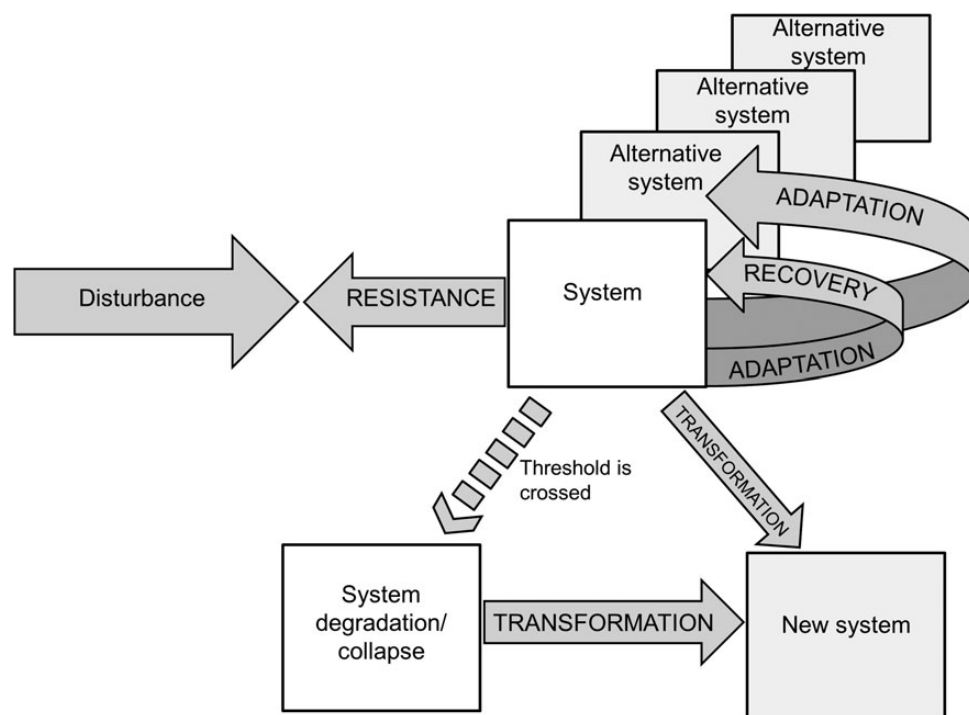 Alternative
system
Alternative
system
Alternative
system
ADAPTATION
Disturbance
RESISTANCE
System
RECOVERY
ADAPTATION
Threshold is
crossed
TRANSFORMATION
System
degradation/
collapse
TRANSFORMATION
New system